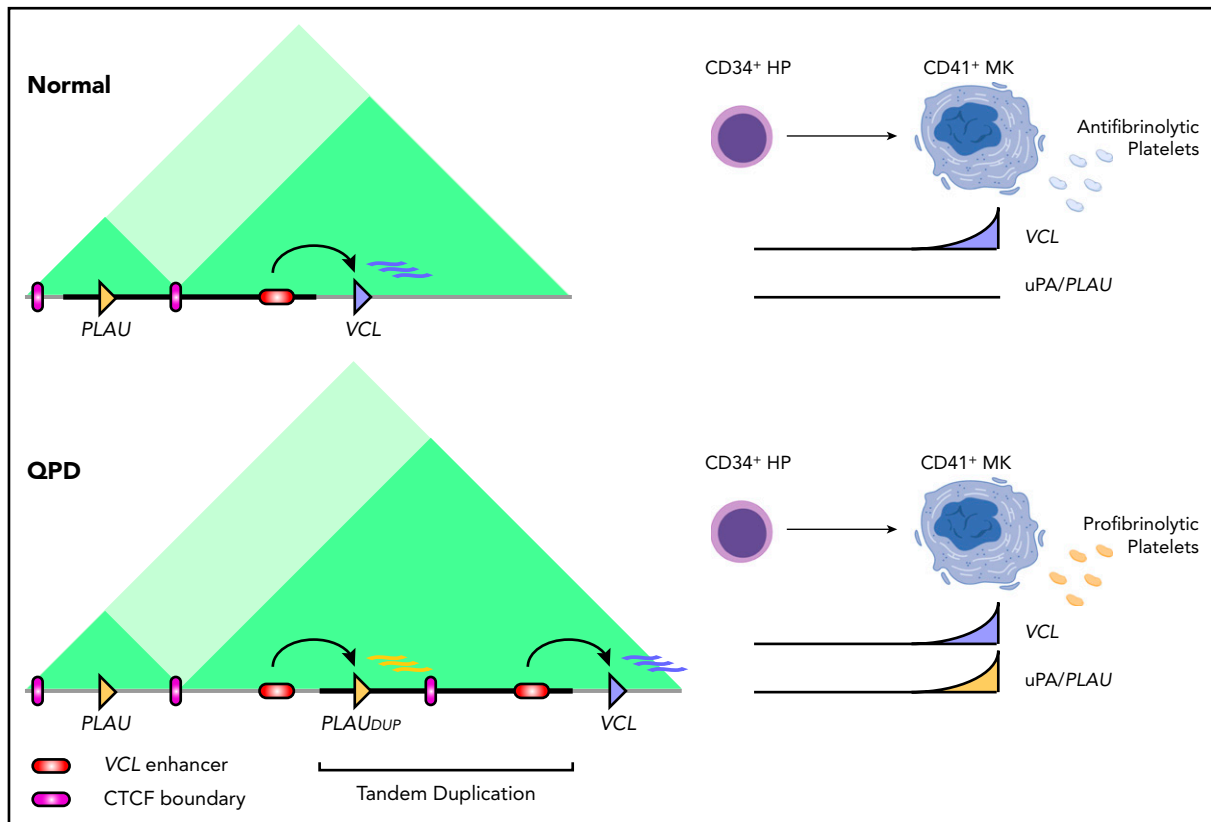 Normal
CD34⁺ HP
CD41⁺ MK
Antifibrinolytic
Platelets
VCL
uPA/PLAU
PLAU
VCL
QPD
CD34⁺ HP
CD41⁺ MK
Profibrinolytic
Platelets
VCL
uPA/PLAU
PLAU
PLAUDUP
VCL
VCL enhancer
CTCF boundary
Tandem Duplication